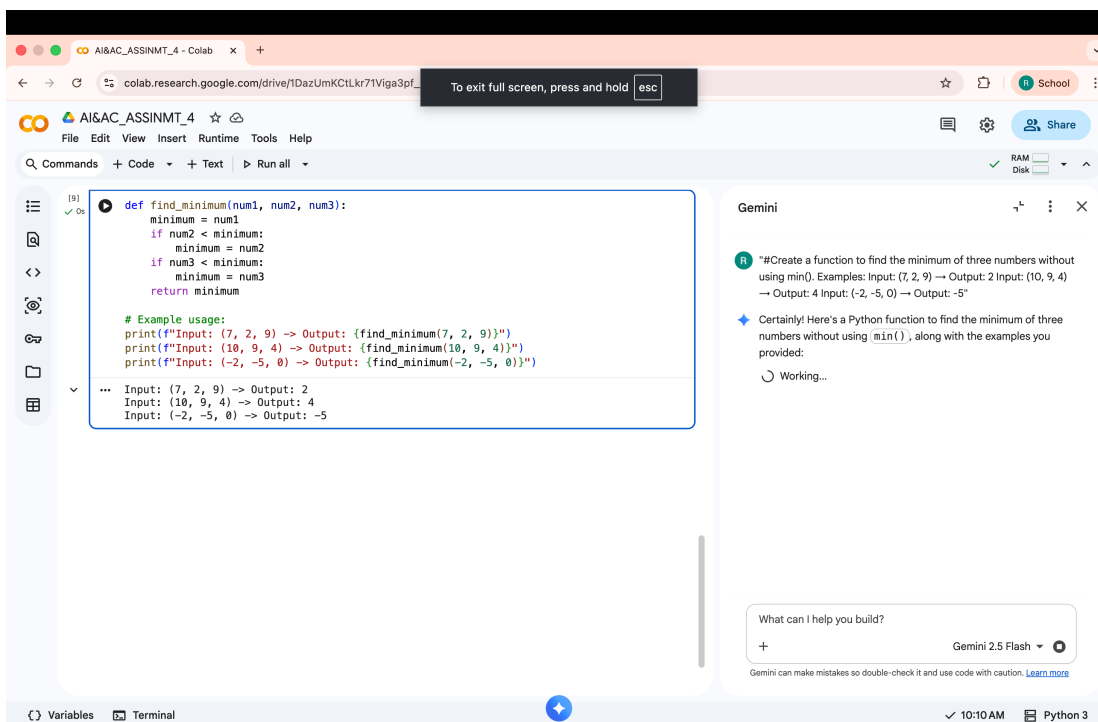 AI&AC_ASSINMT_4 - Colab
colab.research.google.com/drive/1DazUmKCtLkr71Viga3pf_
To exit full screen, press and hold esc
R School
CO AI&AC_ASSINMT_4
File Edit View Insert Runtime Tools Help
Share
Commands + Code + Text Run all
RAM
Disk
[9]
0s
def find_minimum(num1, num2, num3):
    minimum = num1
    if num2 < minimum:
        minimum = num2
    if num3 < minimum:
        minimum = num3
    return minimum
# Example usage:
print(f"Input: (7, 2, 9) -> Output: {find_minimum(7, 2, 9)}")
print(f"Input: (10, 9, 4) -> Output: {find_minimum(10, 9, 4)}")
print(f"Input: (-2, -5, 0) -> Output: {find_minimum(-2, -5, 0)}")
Input: (7, 2, 9) -> Output: 2
Input: (10, 9, 4) -> Output: 4
Input: (-2, -5, 0) -> Output: -5
Gemini
R "#Create a function to find the minimum of three numbers without
using min(). Examples: Input: (7, 2, 9) → Output: 2 Input: (10, 9, 4)
→ Output: 4 Input: (-2, -5, 0) → Output: -5"
Certainly! Here's a Python function to find the minimum of three
numbers without using min(), along with the examples you
provided:
Working...
What can I help you build?
+ Gemini 2.5 Flash
Gemini can make mistakes so double-check it and use code with caution. Learn more
{} Variables Terminal
10:10 AM Python 3